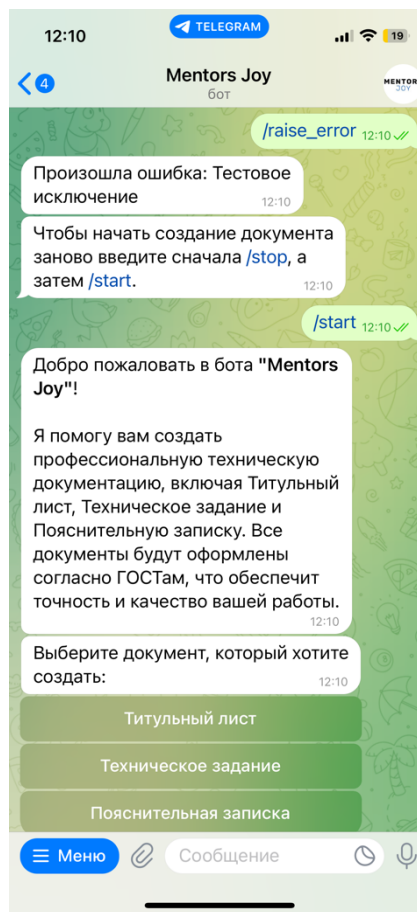 12:10
TELEGRAM
19
4
Mentors Joy
бот
MENTOR
JOY
/raise_error 12:10
Произошла ошибка: Тестовое
исключение
12:10
Чтобы начать создание документа
заново введите сначала /stop, а
затем /start.
12:10
/start 12:10
Добро пожаловать в бота "Mentors
Joy"!
Я помогу вам создать
профессиональную техническую
документацию, включая Титульный
лист, Техническое задание и
Пояснительную записку. Все
документы будут оформлены
согласно ГОСТам, что обеспечит
точность и качество вашей работы.
12:10
Выберите документ, который хотите
создать:
12:10
Титульный лист
Техническое задание
Пояснительная записка
Меню
Сообщение